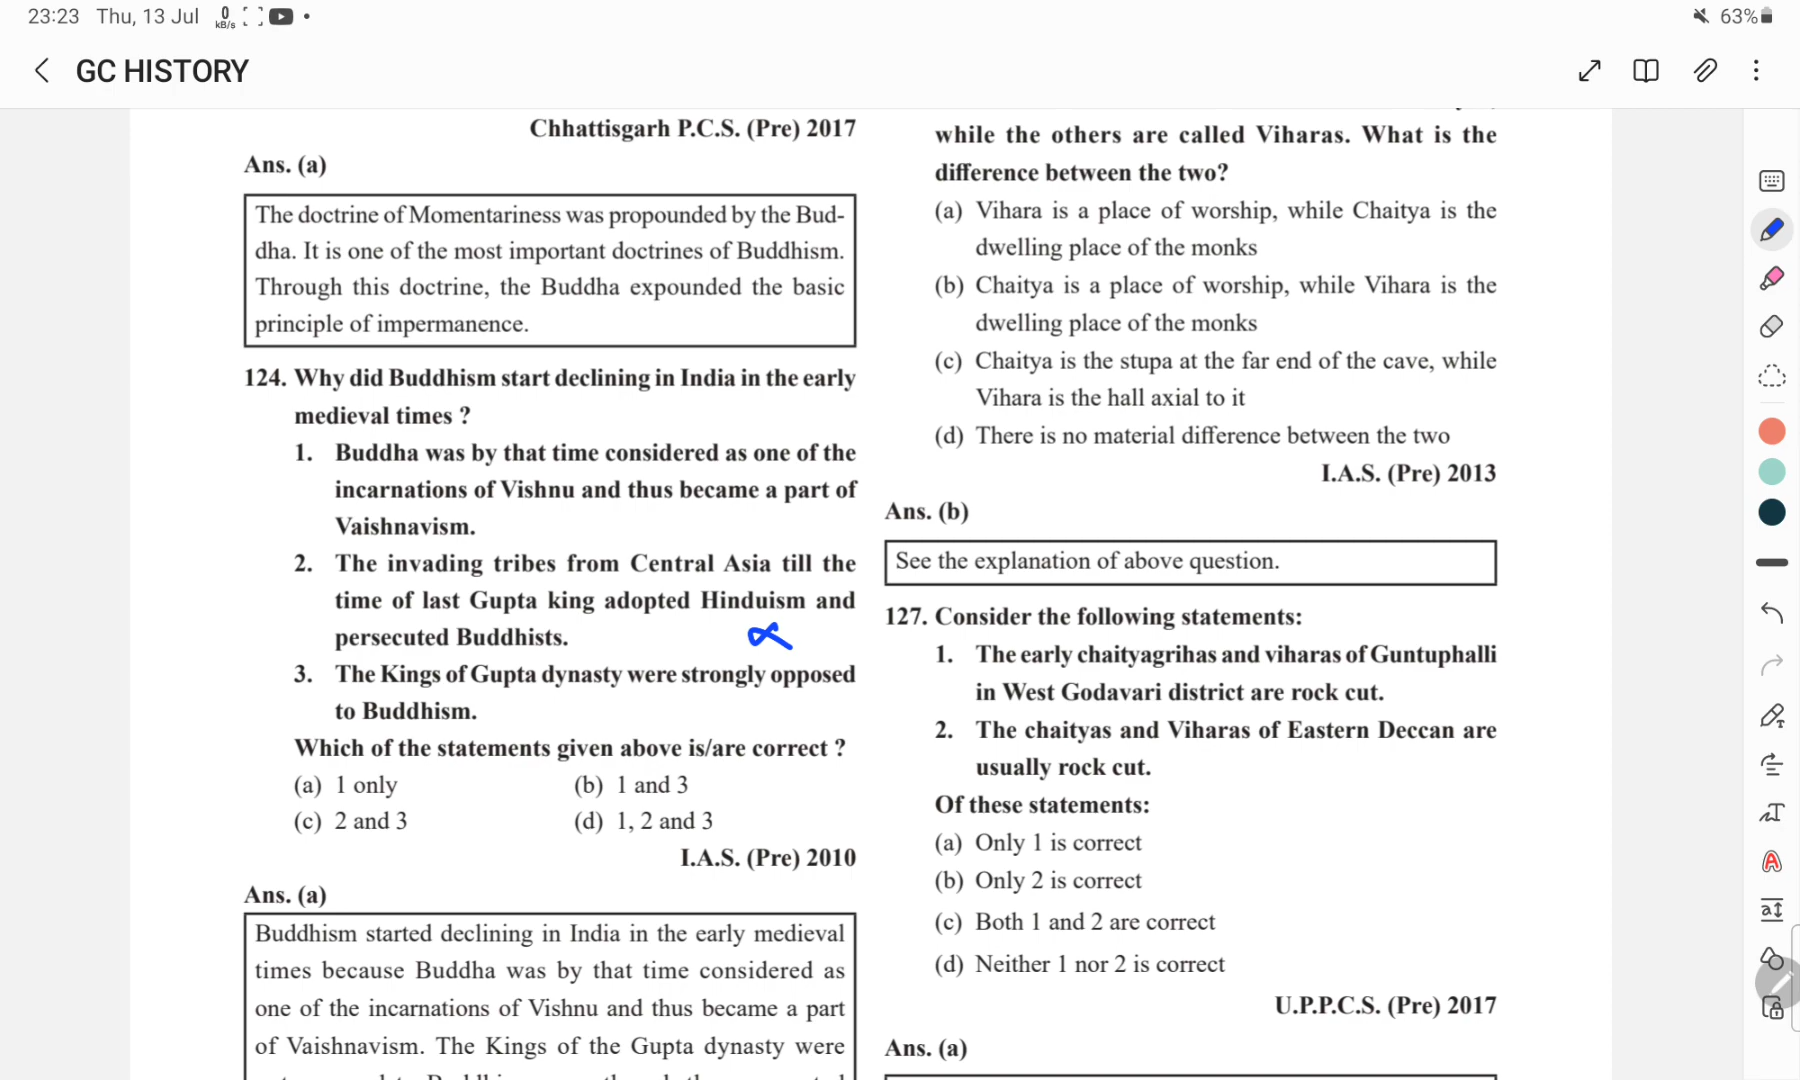 23:23 Thu, 13 Jul 0 kB/s 63%
GC HISTORY
Chhattisgarh P.C.S. (Pre) 2017
Ans. (a)
The doctrine of Momentariness was propounded by the Bud-
dha. It is one of the most important doctrines of Buddhism.
Through this doctrine, the Buddha expounded the basic
principle of impermanence.
124. Why did Buddhism start declining in India in the early
medieval times ?
1. Buddha was by that time considered as one of the
incarnations of Vishnu and thus became a part of
Vaishnavism.
2. The invading tribes from Central Asia till the
time of last Gupta king adopted Hinduism and
persecuted Buddhists.
3. The Kings of Gupta dynasty were strongly opposed
to Buddhism.
Which of the statements given above is/are correct ?
(a) 1 only (b) 1 and 3
(c) 2 and 3 (d) 1, 2 and 3
I.A.S. (Pre) 2010
Ans. (a)
Buddhism started declining in India in the early medieval
times because Buddha was by that time considered as
one of the incarnations of Vishnu and thus became a part
of Vaishnavism. The Kings of the Gupta dynasty were
while the others are called Viharas. What is the
difference between the two?
(a) Vihara is a place of worship, while Chaitya is the
dwelling place of the monks
(b) Chaitya is a place of worship, while Vihara is the
dwelling place of the monks
(c) Chaitya is the stupa at the far end of the cave, while
Vihara is the hall axial to it
(d) There is no material difference between the two
I.A.S. (Pre) 2013
Ans. (b)
See the explanation of above question.
127. Consider the following statements:
1. The early chaityagrihas and viharas of Guntuphalli
in West Godavari district are rock cut.
2. The chaityas and Viharas of Eastern Deccan are
usually rock cut.
Of these statements:
(a) Only 1 is correct
(b) Only 2 is correct
(c) Both 1 and 2 are correct
(d) Neither 1 nor 2 is correct
U.P.P.C.S. (Pre) 2017
Ans. (a)